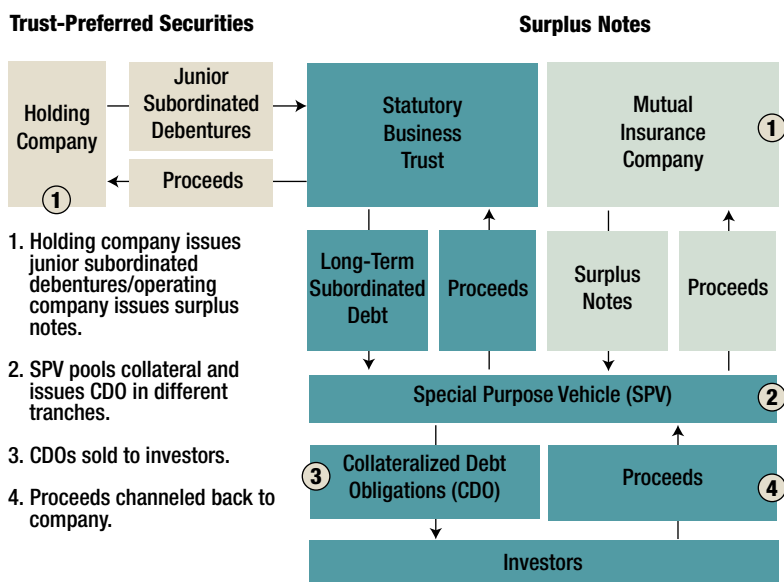 Trust-Preferred Securities
Surplus Notes
Holding
Company
1
Junior
Subordinated
Debentures
Proceeds
Statutory
Business
Trust
Mutual
Insurance
Company
1
1. Holding company issues
junior subordinated
debentures/operating
company issues surplus
notes.
2. SPV pools collateral and
issues CDO in different
tranches.
3. CDOs sold to investors.
4. Proceeds channeled back to
company.
Long-Term
Subordinated
Debt
Proceeds
Surplus
Notes
Proceeds
Special Purpose Vehicle (SPV)
2
3
Collateralized Debt
Obligations (CDO)
Proceeds
4
Investors